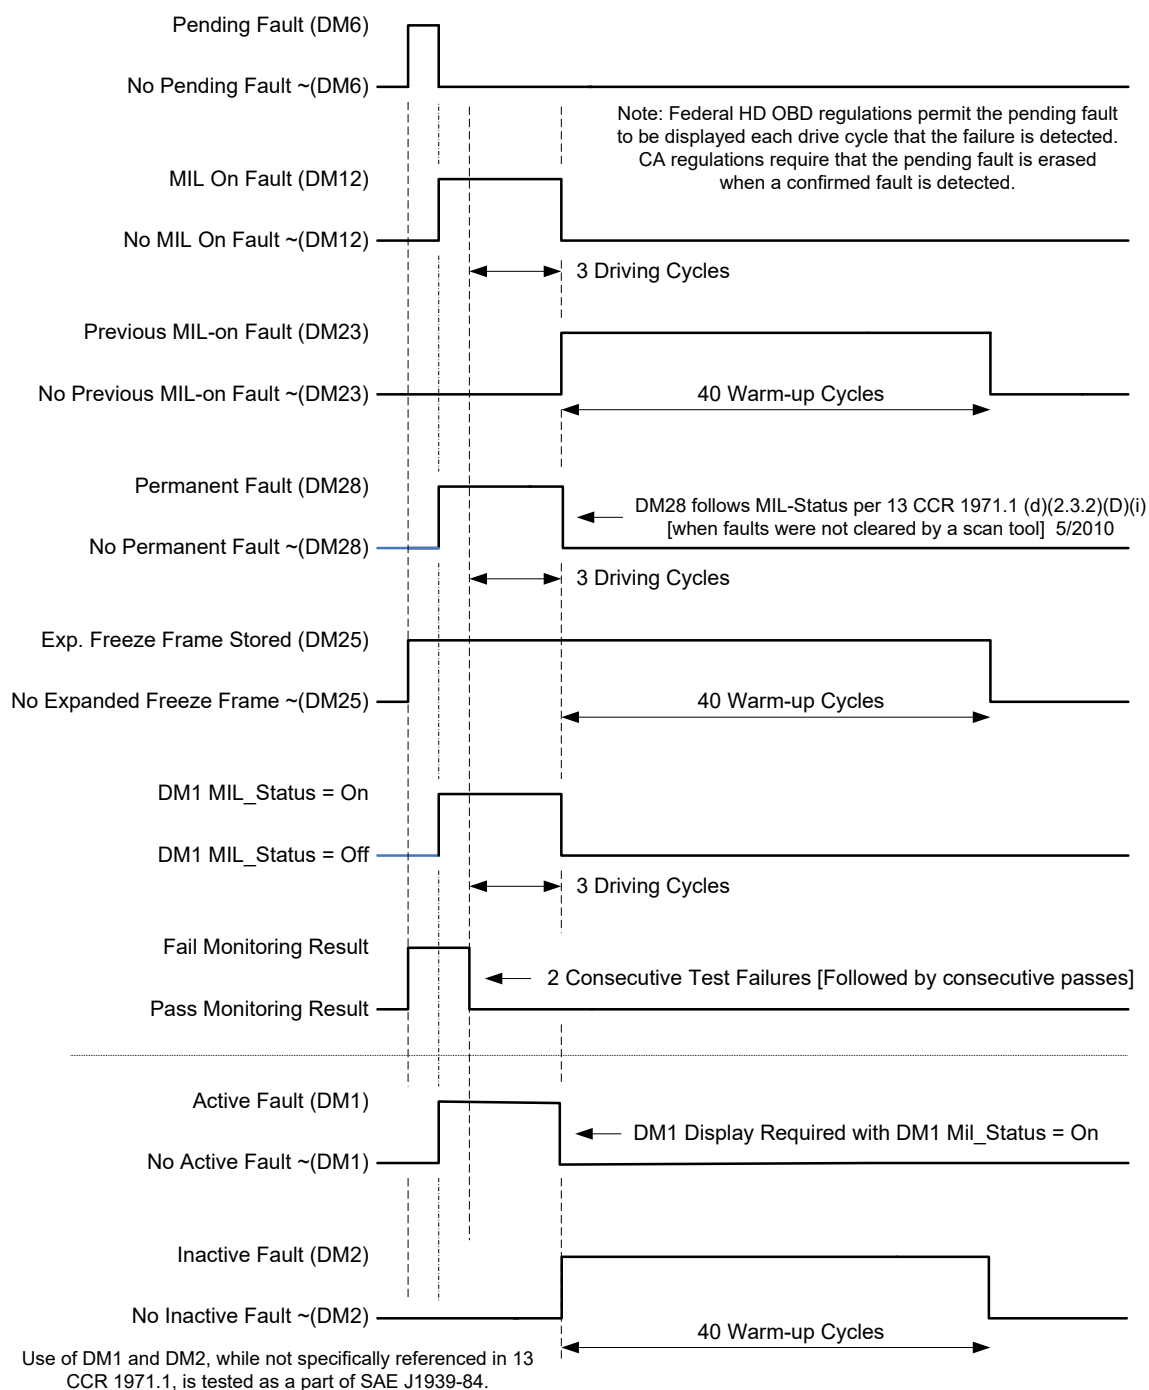 Pending Fault (DM6)
No Pending Fault ~(DM6)
Note: Federal HD OBD regulations permit the pending fault
to be displayed each drive cycle that the failure is detected.
CA regulations require that the pending fault is erased
when a confirmed fault is detected.
MIL On Fault (DM12)
No MIL On Fault ~(DM12)
3 Driving Cycles
Previous MIL-on Fault (DM23)
No Previous MIL-on Fault ~(DM23)
40 Warm-up Cycles
Permanent Fault (DM28)
DM28 follows MIL-Status per 13 CCR 1971.1 (d)(2.3.2)(D)(i)
[when faults were not cleared by a scan tool] 5/2010
No Permanent Fault ~(DM28)
3 Driving Cycles
Exp. Freeze Frame Stored (DM25)
No Expanded Freeze Frame ~(DM25)
40 Warm-up Cycles
DM1 MIL_Status = On
DM1 MIL_Status = Off
3 Driving Cycles
Fail Monitoring Result
2 Consecutive Test Failures [Followed by consecutive passes]
Pass Monitoring Result
Active Fault (DM1)
DM1 Display Required with DM1 Mil_Status = On
No Active Fault ~(DM1)
Inactive Fault (DM2)
No Inactive Fault ~(DM2)
40 Warm-up Cycles
Use of DM1 and DM2, while not specifically referenced in 13
CCR 1971.1, is tested as a part of SAE J1939-84.